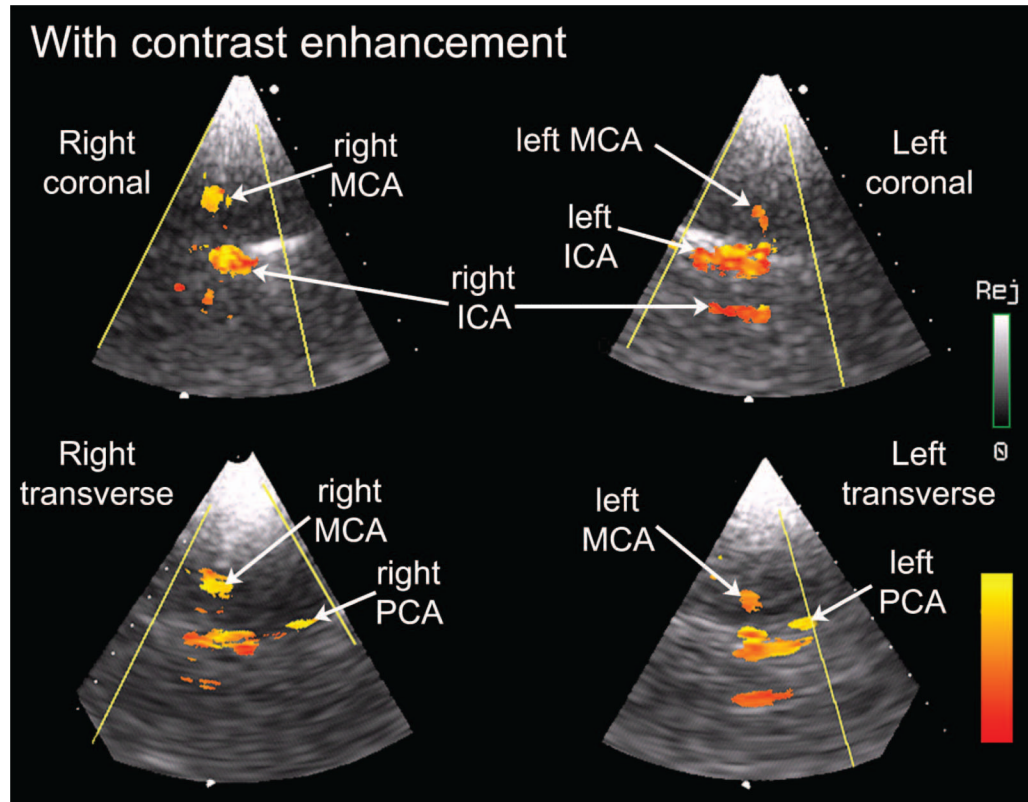 With contrast enhancement
Right
coronal
right
MCA
left MCA
Left
coronal
left
ICA
right
ICA
Rej
0
Right
transverse
right
MCA
right
PCA
left
MCA
Left
transverse
left
PCA